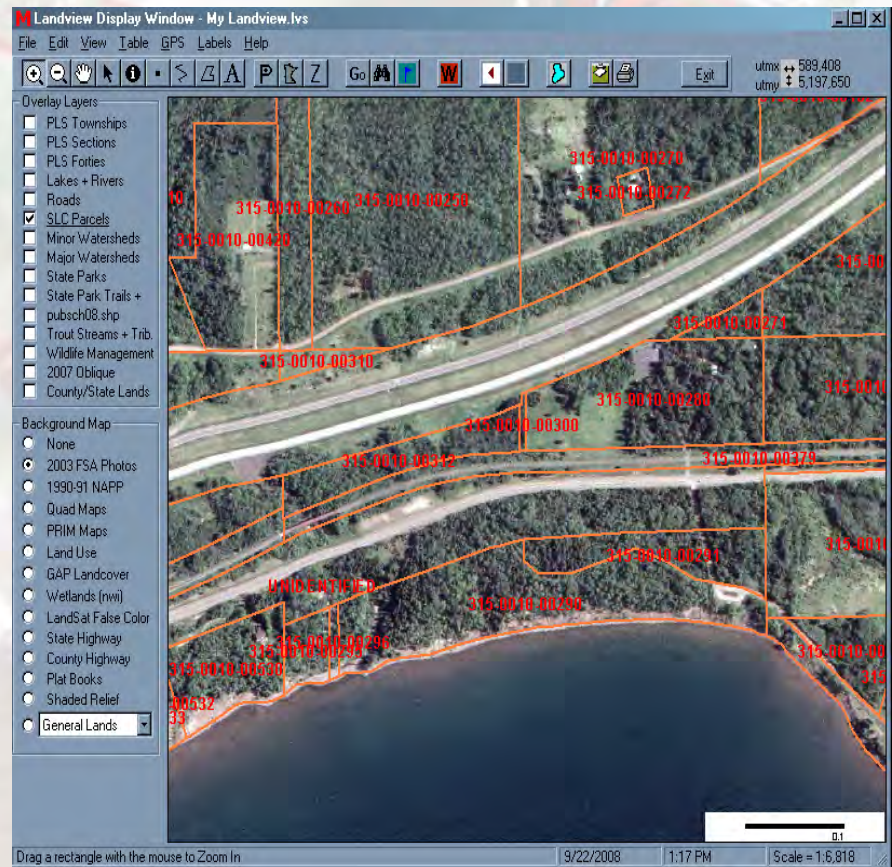 M Landview Display Window - My Landview.lvs
File Edit View Table GPS Labels Help
A P Z Go W Exit
utmx 589,408
utmy 5,197,650
Overlay Layers
PLS Townships
PLS Sections
PLS Forties
Lakes + Rivers
Roads
SLC Parcels
Minor Watersheds
Major Watersheds
State Parks
State Park Trails +
pubsch08.shp
Trout Streams + Trib.
Wildlife Management
2007 Oblique
County/State Lands
Background Map
None
2003 FSA Photos
1990-91 NAPP
Quad Maps
PRIM Maps
Land Use
GAP Landcover
Wetlands (nwi)
LandSat False Color
State Highway
County Highway
Plat Books
Shaded Relief
General Lands
315-0010-00270
315-0010-00272
315-0010-00260
315-0010-00250
315-0010-00420
315-0010-00271
315-0010-00310
315-0010-00280
315-0010-00300
315-0010-00312
315-0010-00379
315-0010-00291
UNIDENTIFIED
315-0010-00290
315-0010-00296
315-0010-00295
315-0010-00530
00532
33
0.1
Drag a rectangle with the mouse to Zoom In
9/22/2008
1:17 PM
Scale = 1:6,818